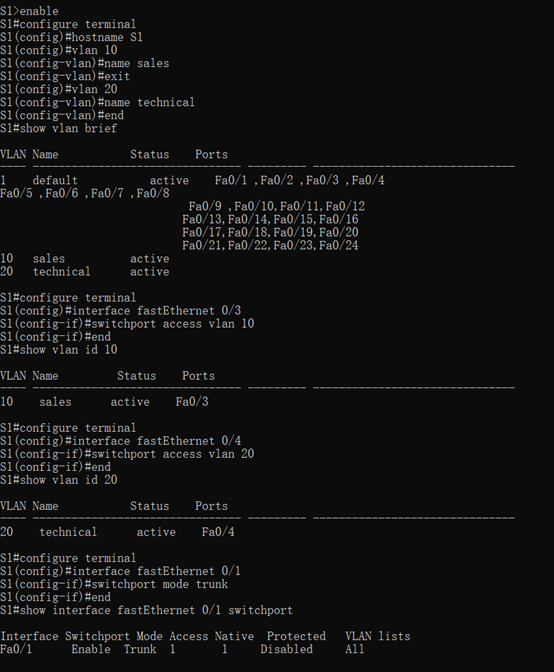 S1>enable
S1#configure terminal
S1(config)#hostname S1
S1(config)#vlan 10
S1(config-vlan)#name sales
S1(config-vlan)#exit
S1(config)#vlan 20
S1(config-vlan)#name technical
S1(config-vlan)#end
S1#show vlan brief
VLAN Name           Status    Ports
---- -------------------------------- --------- -------------------------------
1    default           active    Fa0/1 ,Fa0/2 ,Fa0/3 ,Fa0/4
Fa0/5 ,Fa0/6 ,Fa0/7 ,Fa0/8
                             Fa0/9 ,Fa0/10,Fa0/11,Fa0/12
                            Fa0/13,Fa0/14,Fa0/15,Fa0/16
                            Fa0/17,Fa0/18,Fa0/19,Fa0/20
                            Fa0/21,Fa0/22,Fa0/23,Fa0/24
10   sales          active
20   technical      active
S1#configure terminal
S1(config)#interface fastEthernet 0/3
S1(config-if)#switchport access vlan 10
S1(config-if)#end
S1#show vlan id 10
VLAN Name         Status    Ports
---- -------------------------------- --------- -------------------------------
10    sales      active    Fa0/3
S1#configure terminal
S1(config)#interface fastEthernet 0/4
S1(config-if)#switchport access vlan 20
S1(config-if)#end
S1#show vlan id 20
VLAN Name           Status    Ports
---- -------------------------------- --------- -------------------------------
20    technical      active    Fa0/4
S1#configure terminal
S1(config)#interface fastEthernet 0/1
S1(config-if)#switchport mode trunk
S1(config-if)#end
S1#show interface fastEthernet 0/1 switchport
Interface Switchport Mode Access Native  Protected   VLAN lists
Fa0/1      Enable  Trunk  1       1     Disabled     All